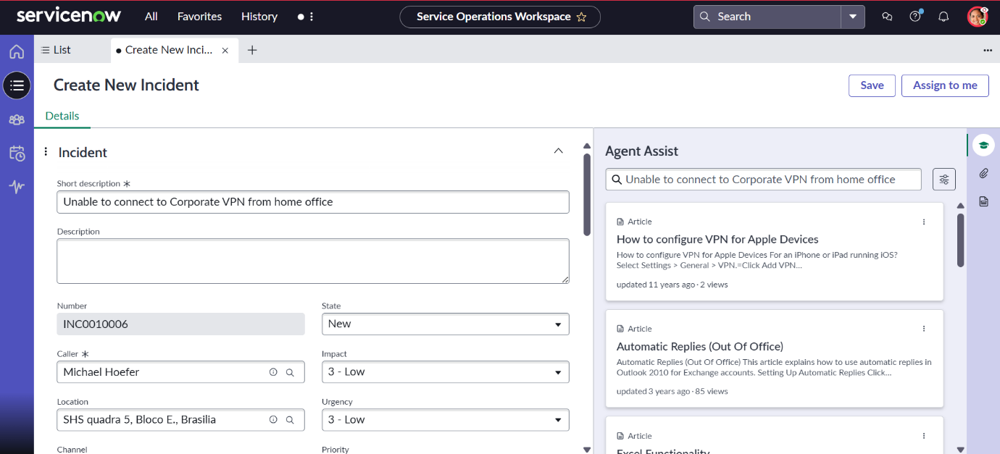 servicenow All Favorites History Service Operations Workspace Search
List Create New Inci...
Create New Incident Save Assign to me
Details
Incident
Short description
Unable to connect to Corporate VPN from home office
Description
Number
INC0010006
State
New
Caller
Michael Hoefer
Impact
3 - Low
Location
SHS quadra 5, Bloco E., Brasilia
Urgency
3 - Low
Channel
Priority
Agent Assist
Unable to connect to Corporate VPN from home office
Article
How to configure VPN for Apple Devices
How to configure VPN for Apple Devices For an iPhone or iPad running iOS?
Select Settings > General > VPN.=Click Add VPN...
updated 11 years ago · 2 views
Article
Automatic Replies (Out Of Office)
Automatic Replies (Out Of Office) This article explains how to use automatic replies in
Outlook 2010 for Exchange accounts. Setting Up Automatic Replies Click...
updated 3 years ago · 85 views
Article
Excel Functionality